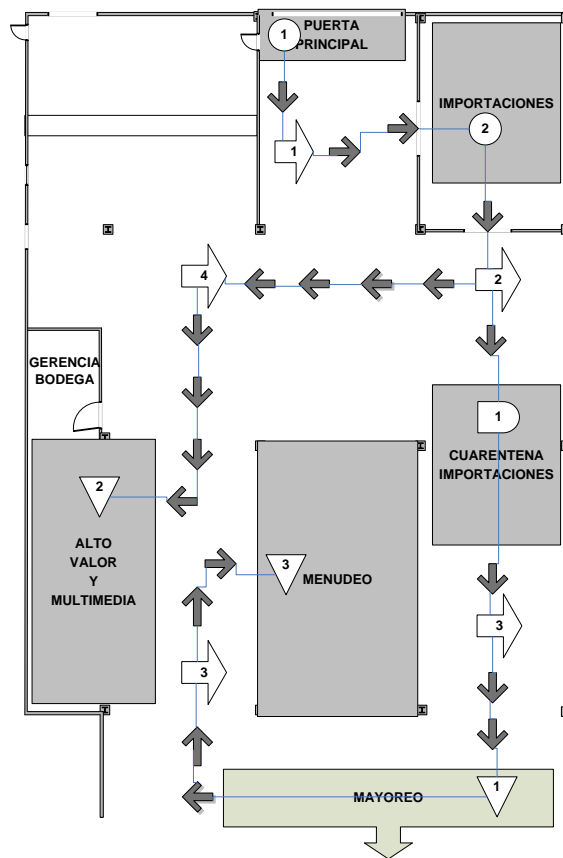 1
PUERTA
PRINCIPAL
IMPORTACIONES
2
1
4
2
GERENCIA
BODEGA
1
CUARENTENA
IMPORTACIONES
2
ALTO
VALOR
Y
MULTIMEDIA
3
MENUDEO
3
3
1
MAYOREO